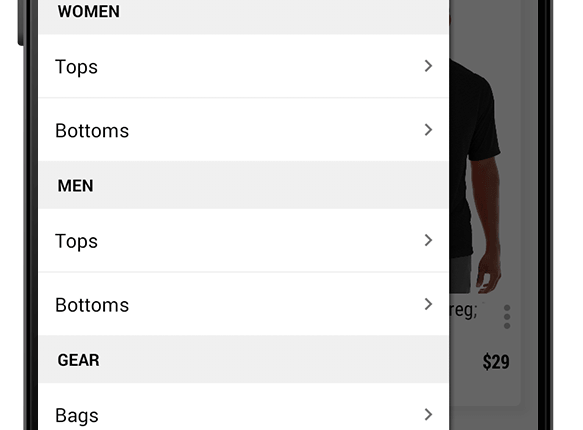 WOMEN
Tops
Bottoms
MEN
Tops
Bottoms
reg;
GEAR
$29
Bags